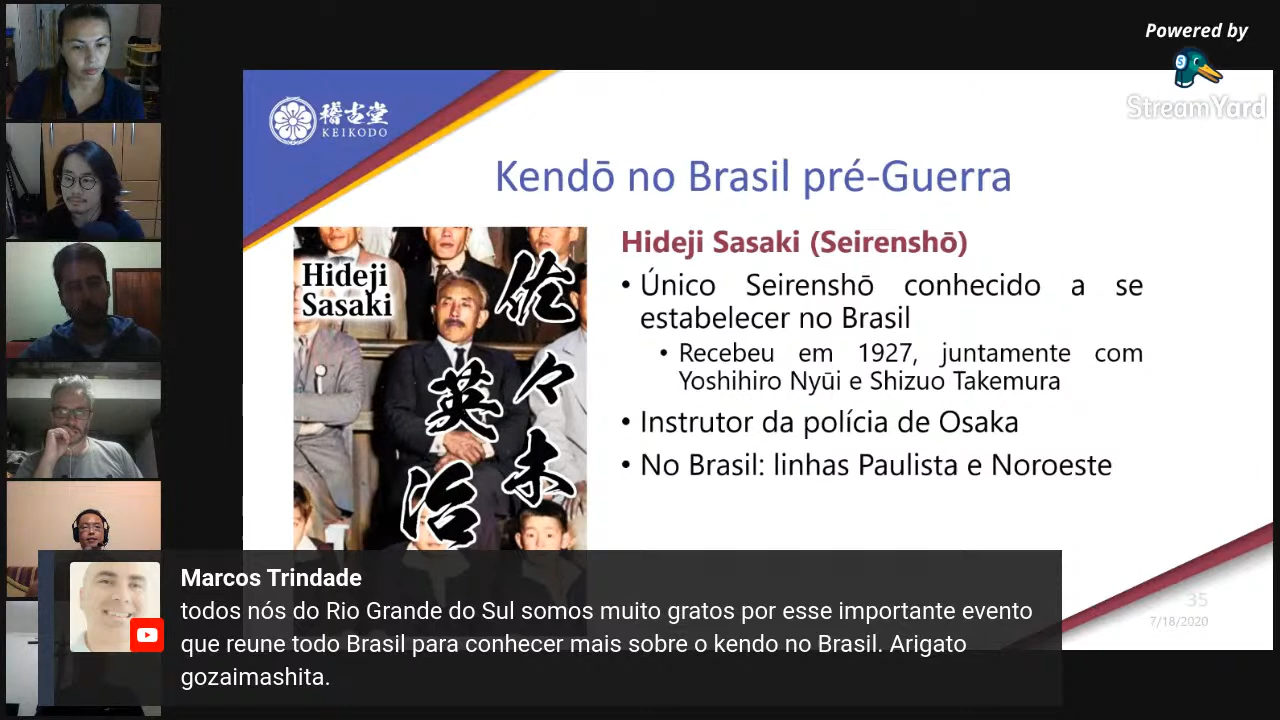 Powered by
StreamYard
稽古堂
KEIKODO
Kendō no Brasil pré-Guerra
Hideji
Sasaki
佐々木
英治
Hideji Sasaki (Seirenshō)
• Único Seirenshō conhecido a se
estabelecer no Brasil
• Recebeu em 1927, juntamente com
Yoshihiro Nyūi e Shizuo Takemura
• Instrutor da polícia de Osaka
• No Brasil: linhas Paulista e Noroeste
35
7/18/2020
Marcos Trindade
todos nós do Rio Grande do Sul somos muito gratos por esse importante evento
que reune todo Brasil para conhecer mais sobre o kendo no Brasil. Arigato
gozaimashita.